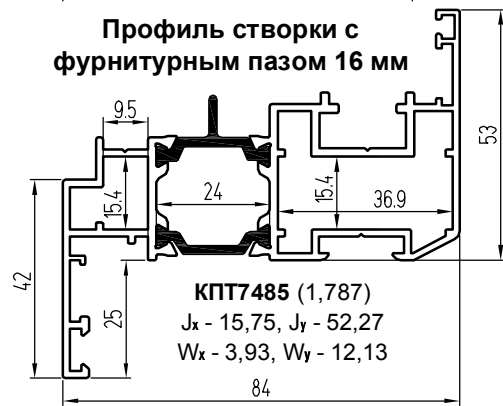 Профиль створки с
фурнитурным пазом 16 мм
9.5
53
15.4
24
15.4
36.9
42
25
КПТ7485 (1,787)
Jx - 15,75, Jy - 52,27
Wx - 3,93, Wy - 12,13
84